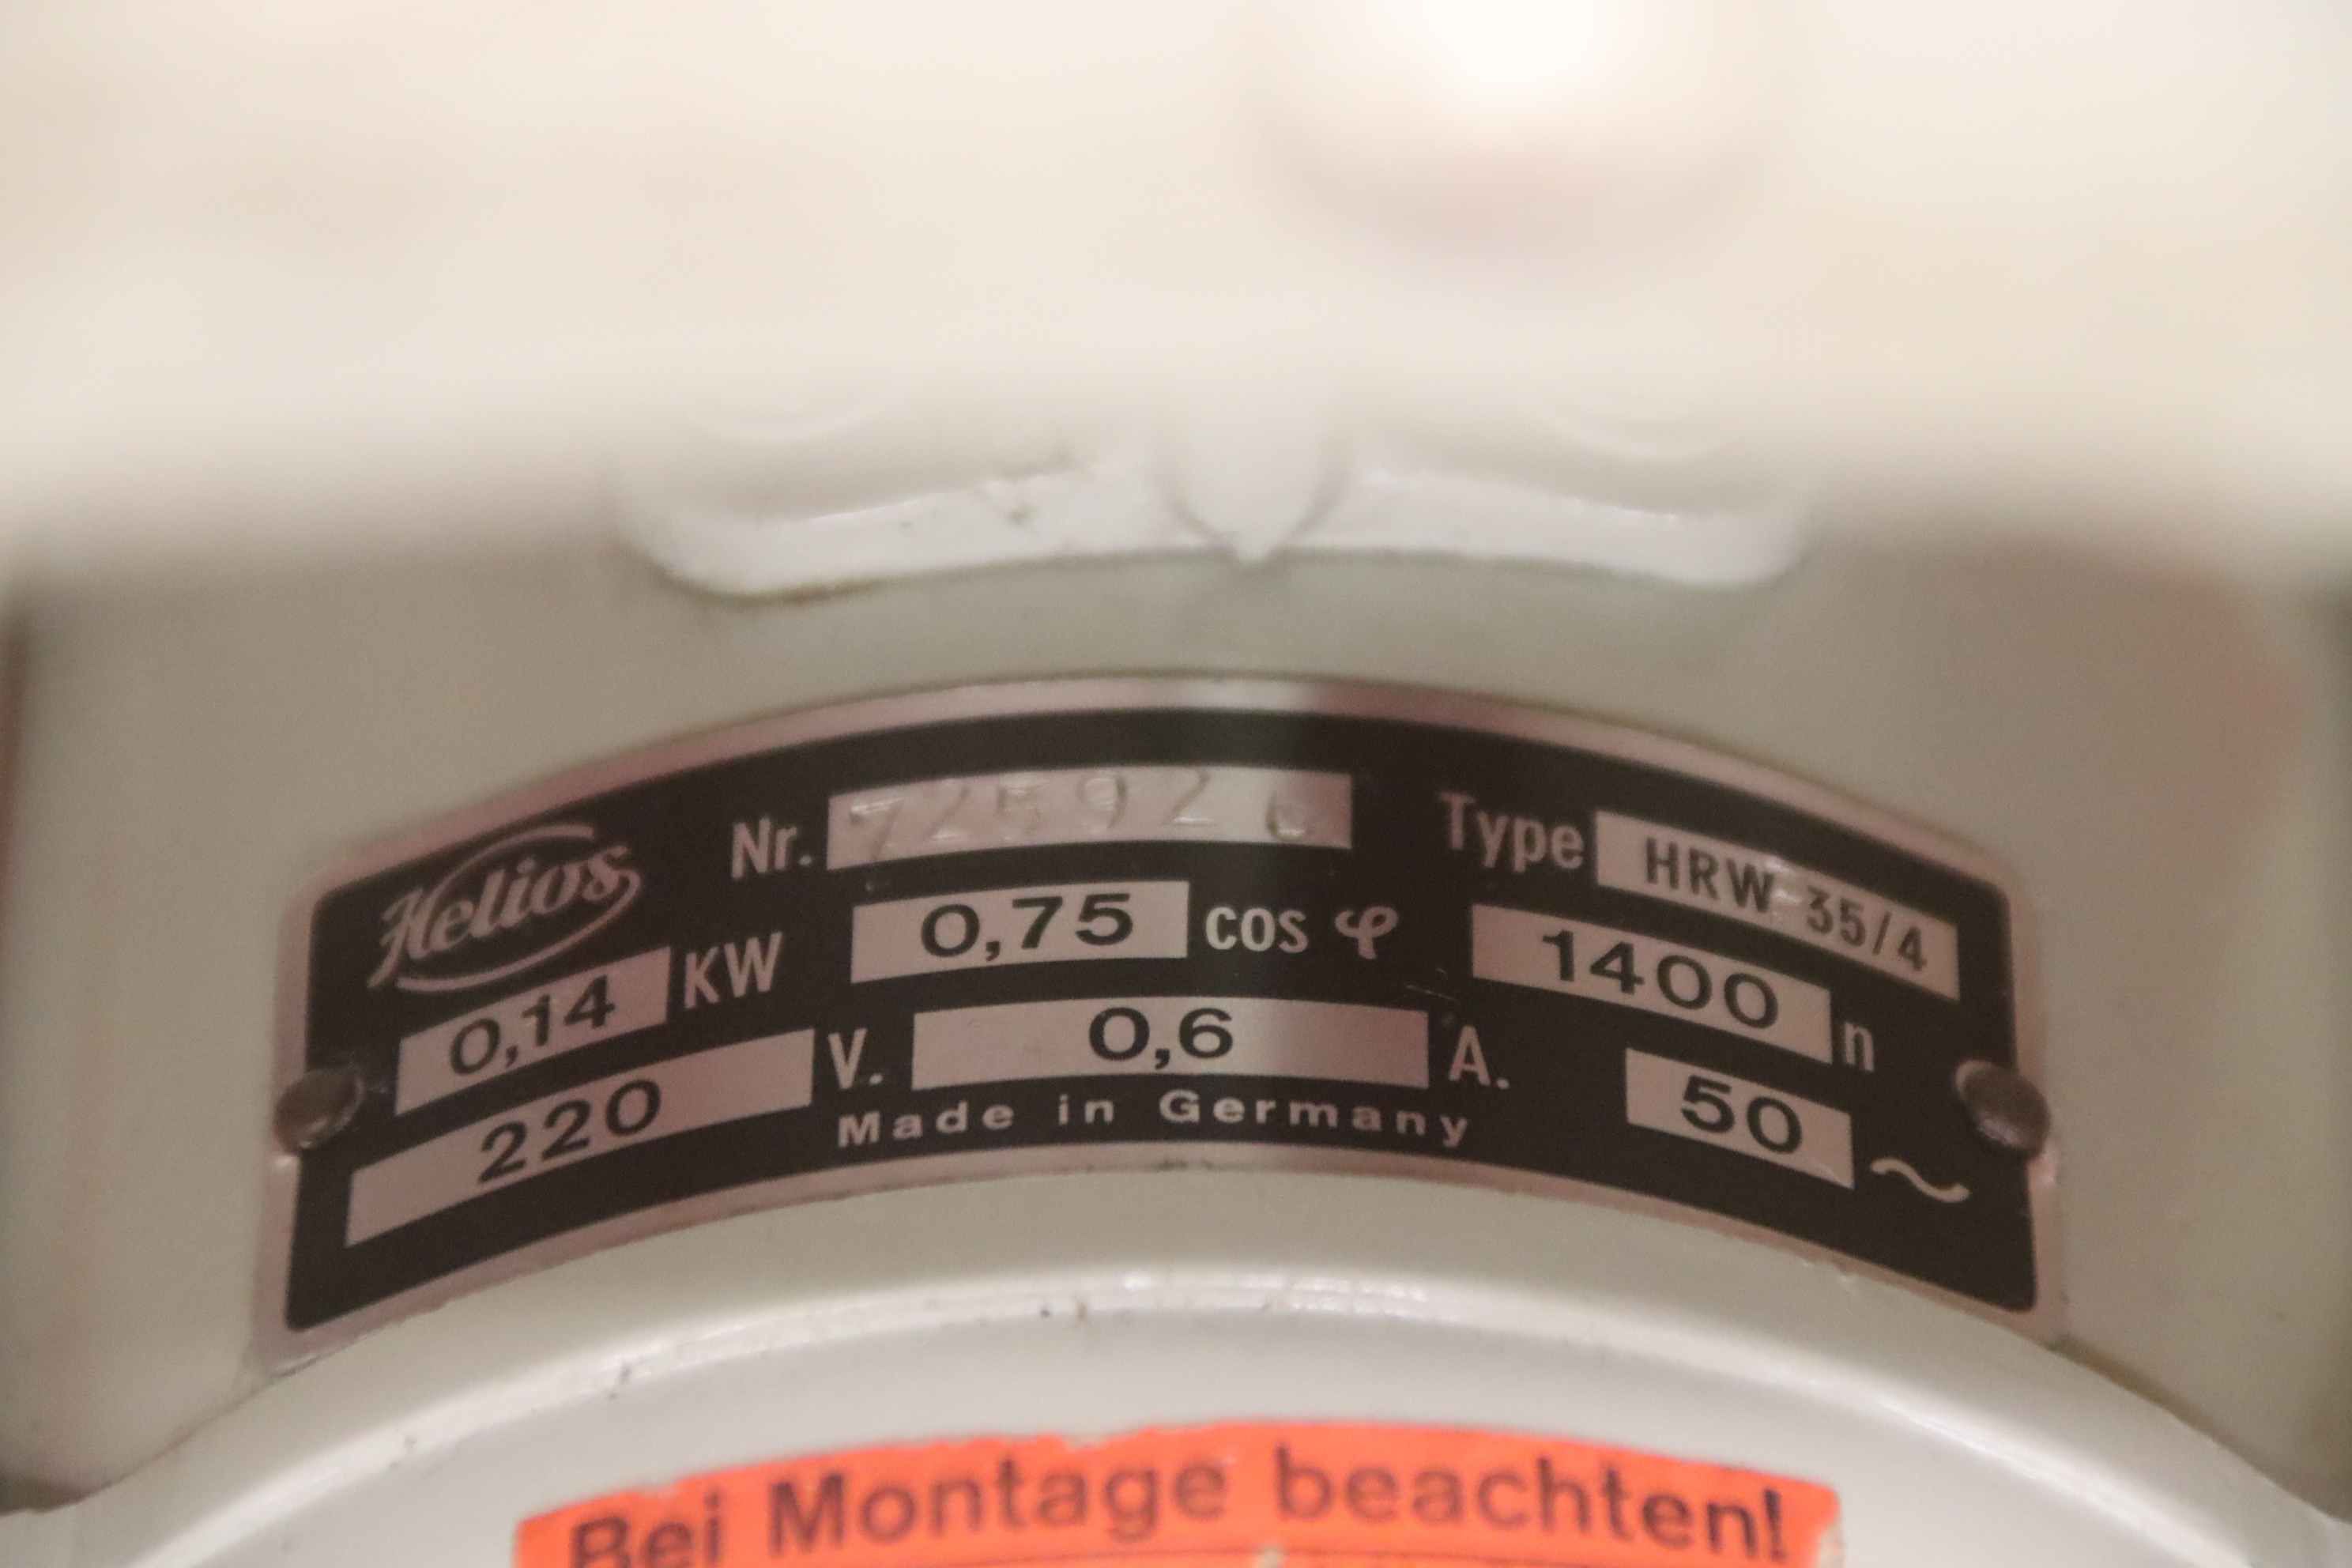 Helios Nr. 725926 Type HRW 35/4
0,14 KW 0,75 cos φ 1400 n
220 V. 0,6 A. 50 ~
Made in Germany
Bei Montage beachten!